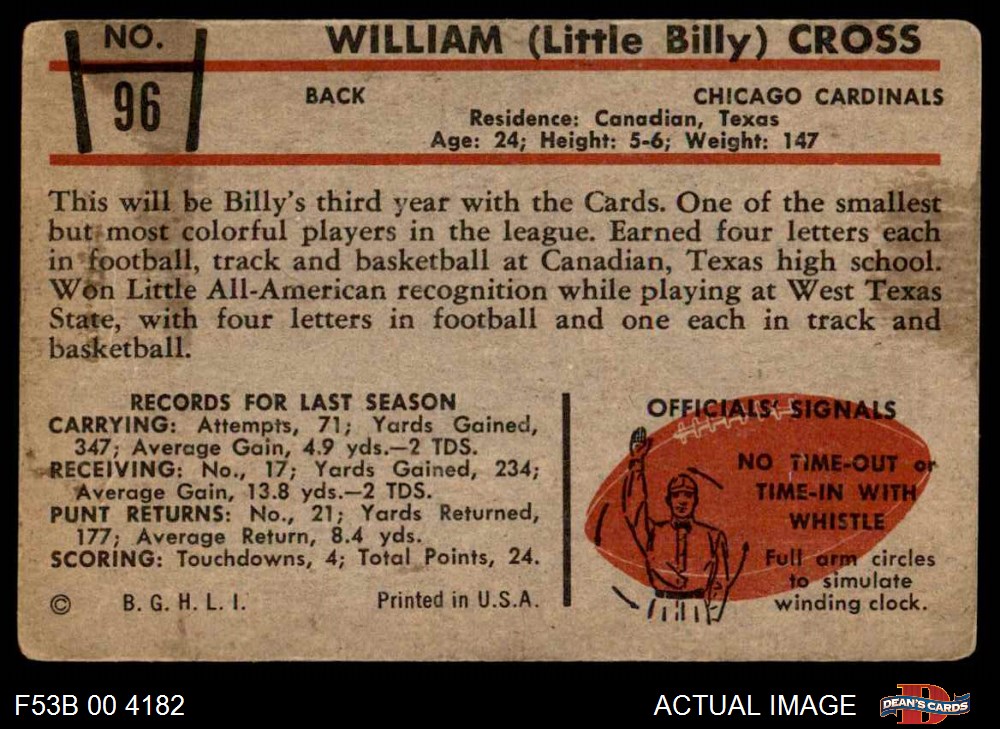 NO.
96
WILLIAM (Little Billy) CROSS
BACK CHICAGO CARDINALS
Residence: Canadian, Texas
Age: 24; Height: 5-6; Weight: 147
This will be Billy's third year with the Cards. One of the smallest
but most colorful players in the league. Earned four letters each
in football, track and basketball at Canadian, Texas high school.
Won Little All-American recognition while playing at West Texas
State, with four letters in football and one each in track and
basketball.
RECORDS FOR LAST SEASON
CARRYING: Attempts, 71; Yards Gained,
347; Average Gain, 4.9 yds.—2 TDS.
RECEIVING: No., 17; Yards Gained, 234;
Average Gain, 13.8 yds.—2 TDS.
PUNT RETURNS: No., 21; Yards Returned,
177; Average Return, 8.4 yds.
SCORING: Touchdowns, 4; Total Points, 24.
© B. G. H. L. I. Printed in U.S.A.
OFFICIALS' SIGNALS
NO TIME-OUT or
TIME-IN WITH
WHISTLE
Full arm circles
to simulate
winding clock.
F53B 00 4182 ACTUAL IMAGE D DEAN'S CARDS